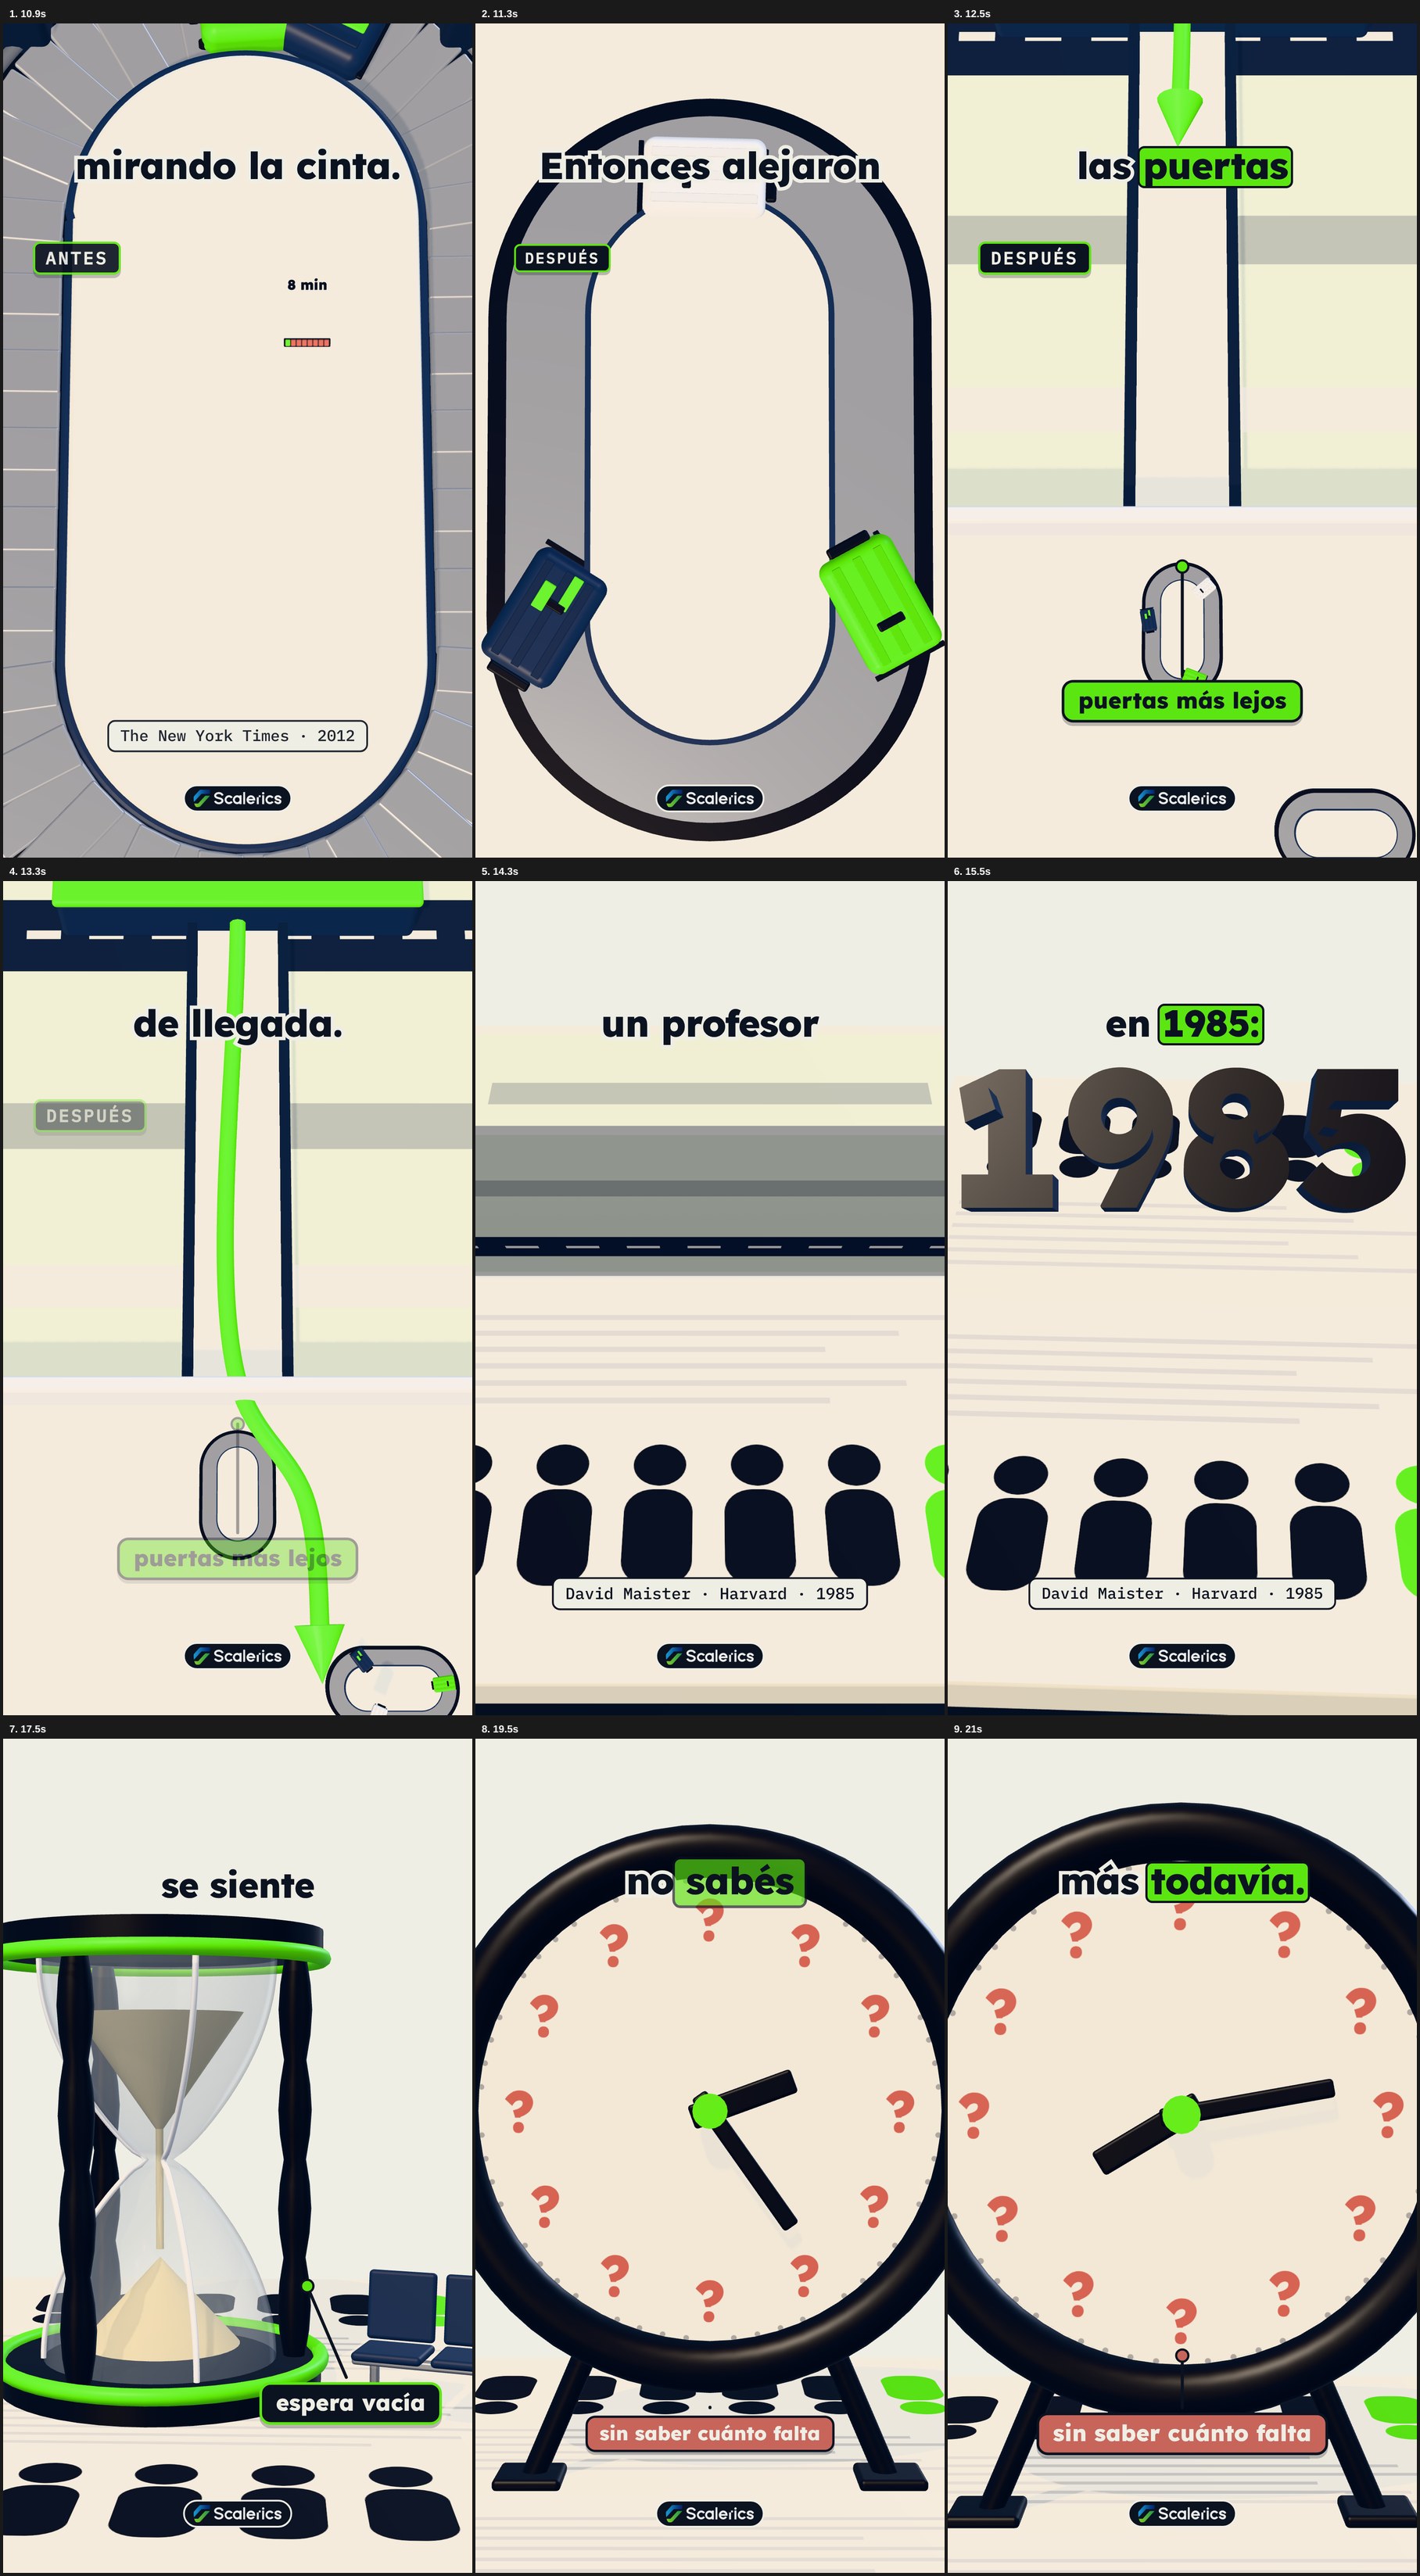 1. 10.9s
mirando la cinta.
ANTES
8 min
The New York Times · 2012
Scalerics
2. 11.3s
Entonces alejaron
DESPUÉS
Scalerics
3. 12.5s
las puertas
DESPUÉS
puertas más lejos
Scalerics
4. 13.3s
de llegada.
DESPUÉS
puertas más lejos
Scalerics
5. 14.3s
un profesor
David Maister · Harvard · 1985
Scalerics
6. 15.5s
en 1985:
1985
David Maister · Harvard · 1985
Scalerics
7. 17.5s
se siente
espera vacía
Scalerics
8. 19.5s
no sabés
? ? ? ? ? ? ? ? ? ? ? ?
sin saber cuánto falta
Scalerics
9. 21s
más todavía.
? ? ? ? ? ? ? ? ? ? ? ?
sin saber cuánto falta
Scalerics